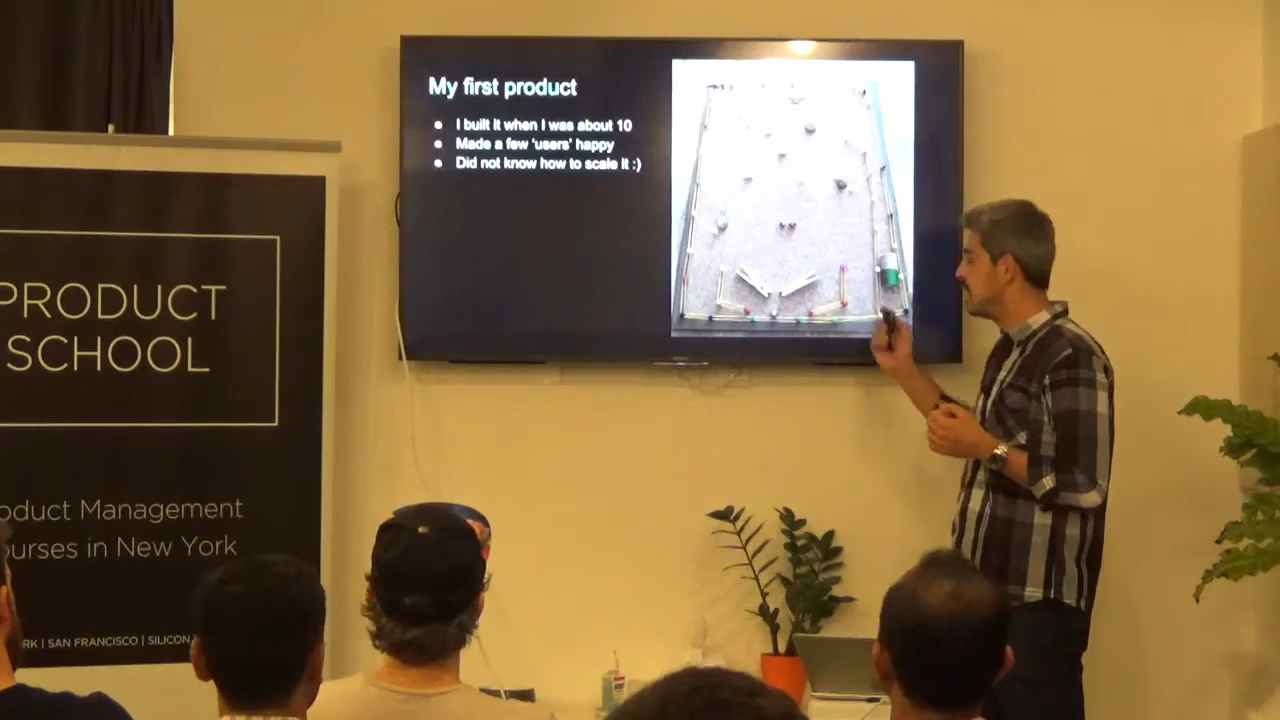 My first product
● I built it when I was about 10
● Made a few 'users' happy
● Did not know how to scale it :)
PRODUCT
SCHOOL
oduct Management
ourses in New York
RK | SAN FRANCISCO | SILICON